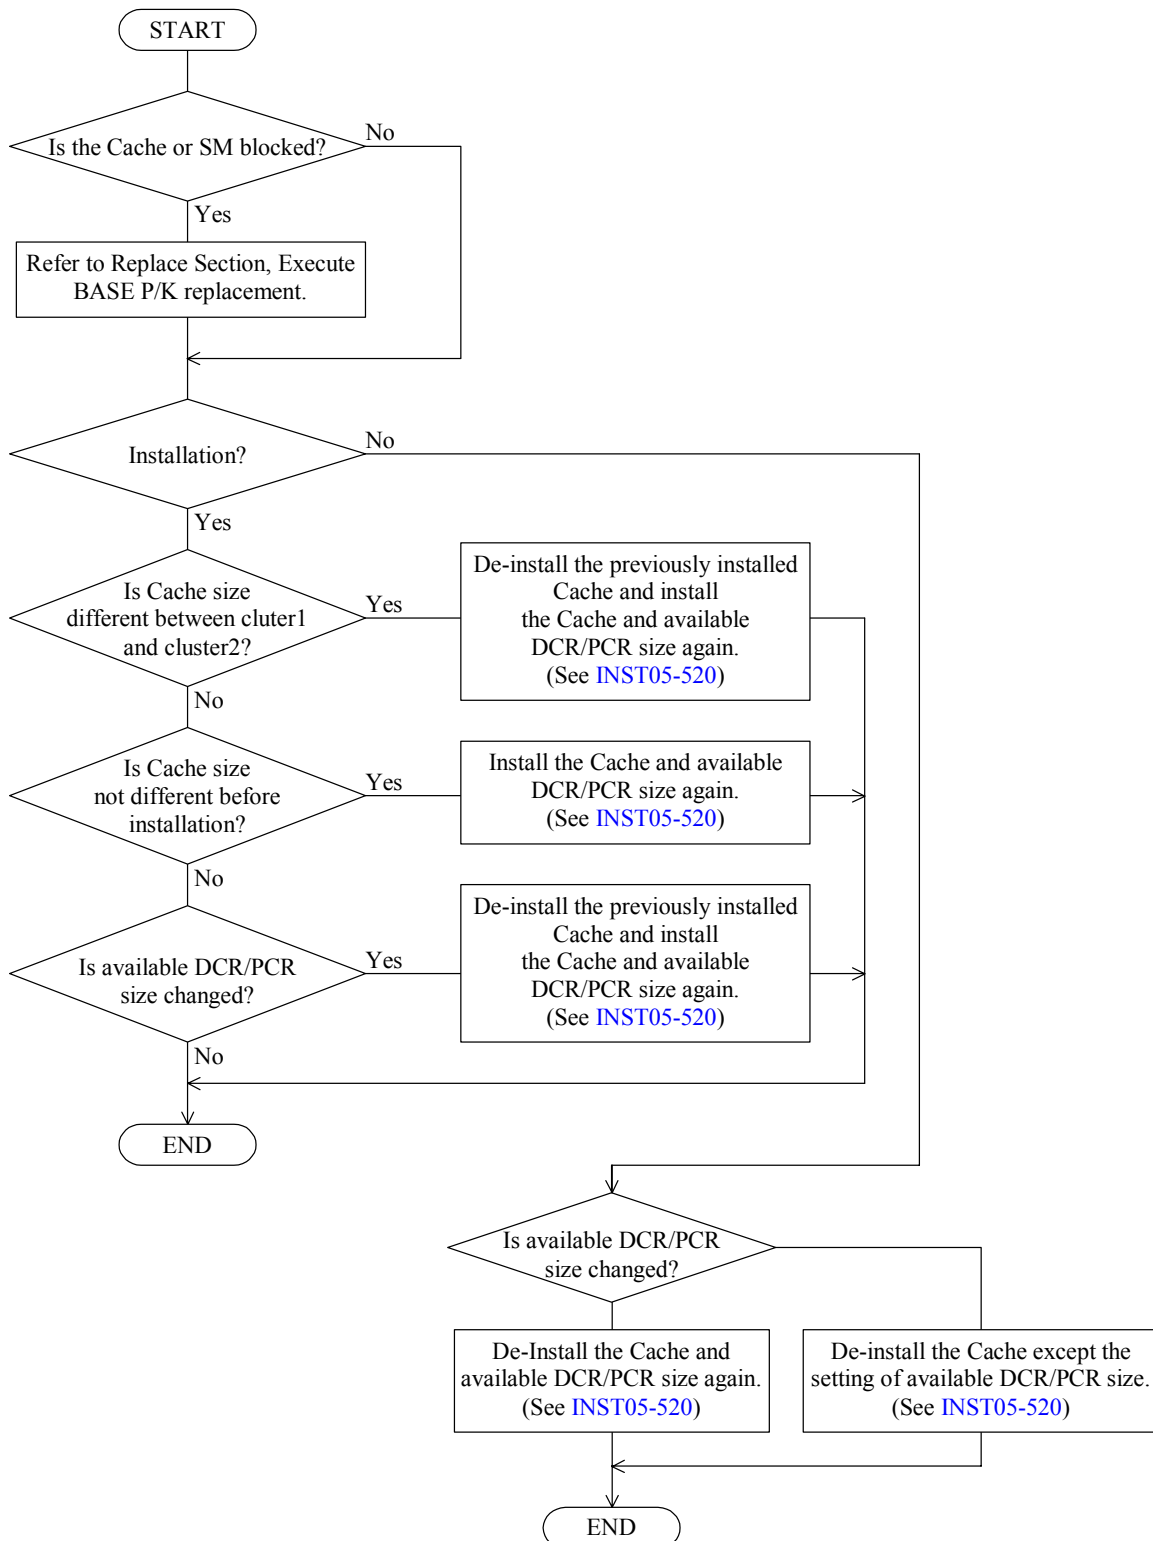 START
Is the Cache or SM blocked?
No
Yes
Refer to Replace Section, Execute
BASE P/K replacement.
Installation?
No
Yes
Is Cache size
different between cluter1
and cluster2?
Yes
De-install the previously installed
Cache and install
the Cache and available
DCR/PCR size again.
(See INST05-520)
No
Is Cache size
not different before
installation?
Yes
Install the Cache and available
DCR/PCR size again.
(See INST05-520)
No
Is available DCR/PCR
size changed?
Yes
De-install the previously installed
Cache and install
the Cache and available
DCR/PCR size again.
(See INST05-520)
No
END
Is available DCR/PCR
size changed?
De-Install the Cache and
available DCR/PCR size again.
(See INST05-520)
De-install the Cache except the
setting of available DCR/PCR size.
(See INST05-520)
END